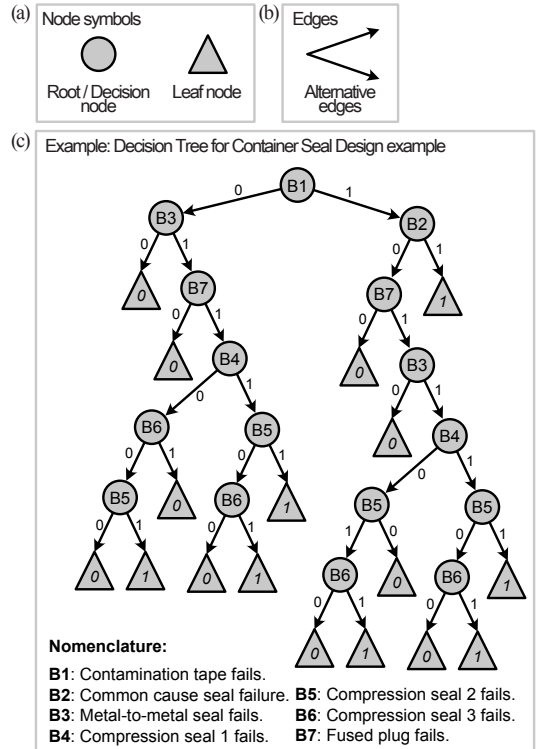 (a)
Node symbols
Root / Decision
node
Leaf node
(b)
Edges
Alternative
edges
(c)
Example: Decision Tree for Container Seal Design example
B1
0 1
B3 B2
0 1 0 1
0 B7 B7 1
0 1 0 1
0 B4 0 B3
0 1 0 1
B6 B5 0 B4
0 1 0 1 0 1
B5 0 B6 1 B5 B5
0 1 0 1 1 0 0 1
0 1 0 1 B6 0 B6 1
0 1 0 1
0 1 0 1
Nomenclature:
B1: Contamination tape fails.
B2: Common cause seal failure.
B3: Metal-to-metal seal fails.
B4: Compression seal 1 fails.
B5: Compression seal 2 fails.
B6: Compression seal 3 fails.
B7: Fused plug fails.